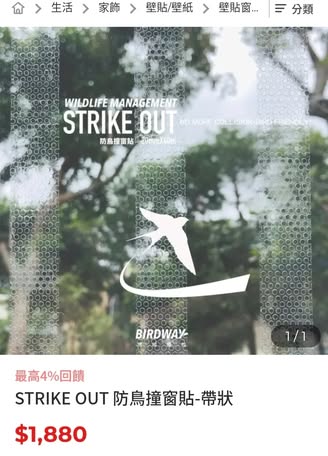 生活 > 家飾 > 壁貼/壁紙 > 壁貼窗... 分類
WILDLIFE MANAGEMENT
STRIKE OUT
防鳥撞窗貼
BIRDWAY
1/1
最高4%回饋
STRIKE OUT 防鳥撞窗貼-帶狀
$1,880